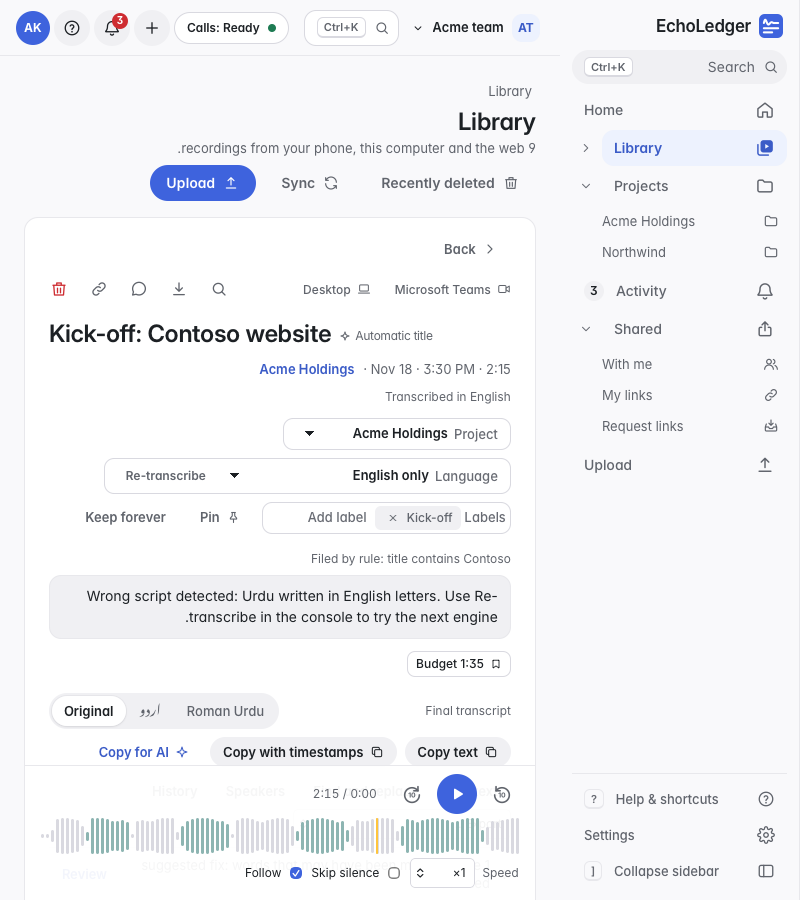 EchoLedger
Search Ctrl+K
Home
Library
Projects
Acme Holdings
Northwind
Activity 3
Shared
With me
My links
Request links
Upload
Help & shortcuts ?
Settings
Collapse sidebar ]
AT Acme team
Ctrl+K
Calls: Ready
3
AK
Library
Library
.recordings from your phone, this computer and the web 9
Recently deleted
Sync
Upload
Back
Microsoft Teams
Desktop
Kick-off: Contoso website
Automatic title
Acme Holdings · Nov 18 · 3:30 PM · 2:15
Transcribed in English
Project Acme Holdings
Language English only
Re-transcribe
Labels Kick-off × Add label
Pin
Keep forever
Filed by rule: title contains Contoso
Wrong script detected: Urdu written in English letters. Use Re-
.transcribe in the console to try the next engine
Budget 1:35
Final transcript
Original
اردو
Roman Urdu
Copy text
Copy with timestamps
Copy for AI
History
Speakers
10
10
2:15 / 0:00
Review
Speed ×1
Skip silence
Follow